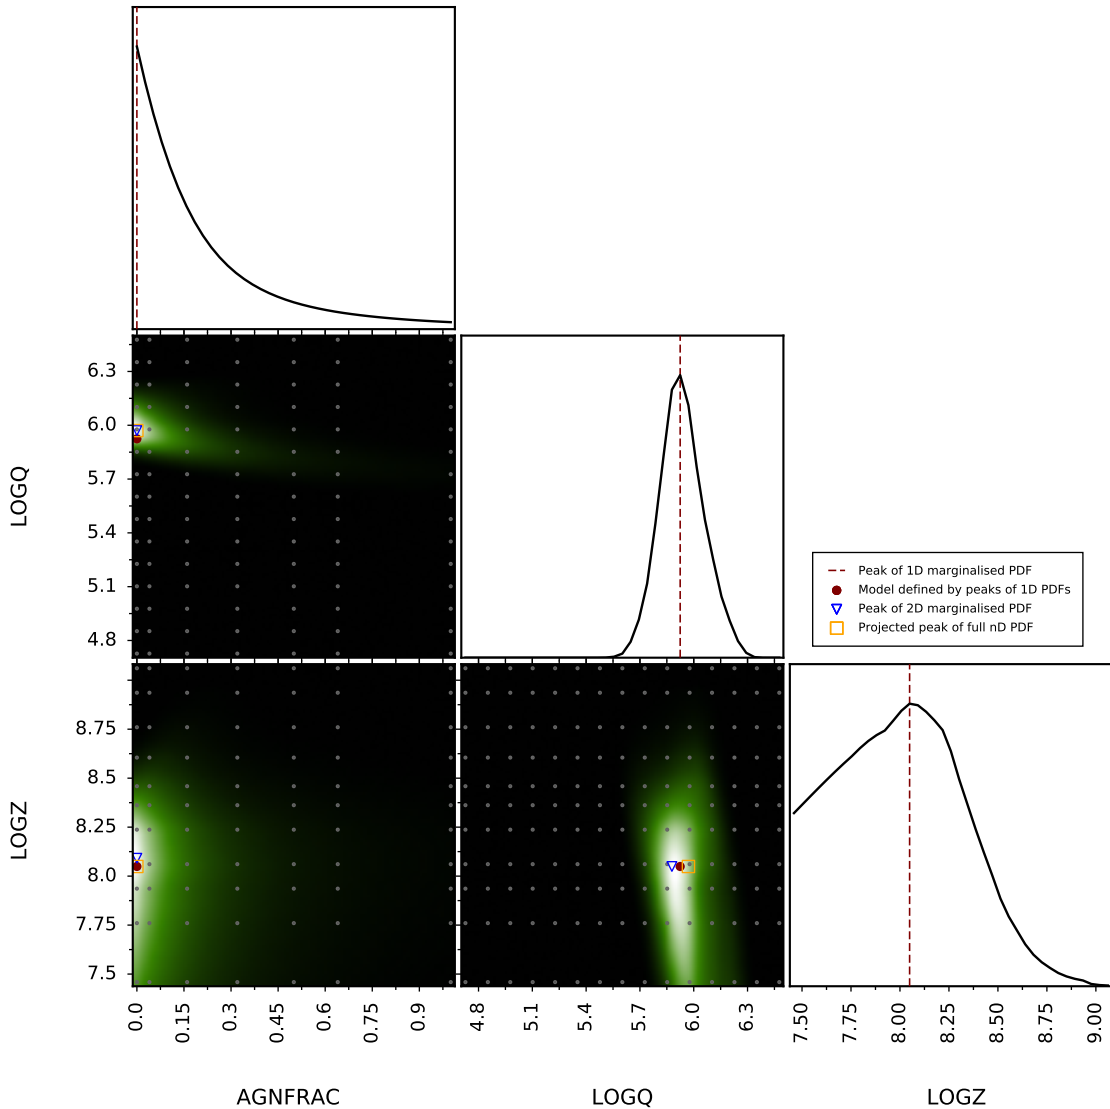 LOGQ
6.3
6.0
5.7
5.4
5.1
4.8
Peak of 1D marginalised PDF
Model defined by peaks of 1D PDFs
Peak of 2D marginalised PDF
Projected peak of full nD PDF
LOGZ
8.75
8.5
8.25
8.0
7.75
7.5
0.0 0.15 0.3 0.45 0.6 0.75 0.9
4.8 5.1 5.4 5.7 6.0 6.3
7.50 7.75 8.00 8.25 8.50 8.75 9.00
AGNFRAC LOGQ LOGZ